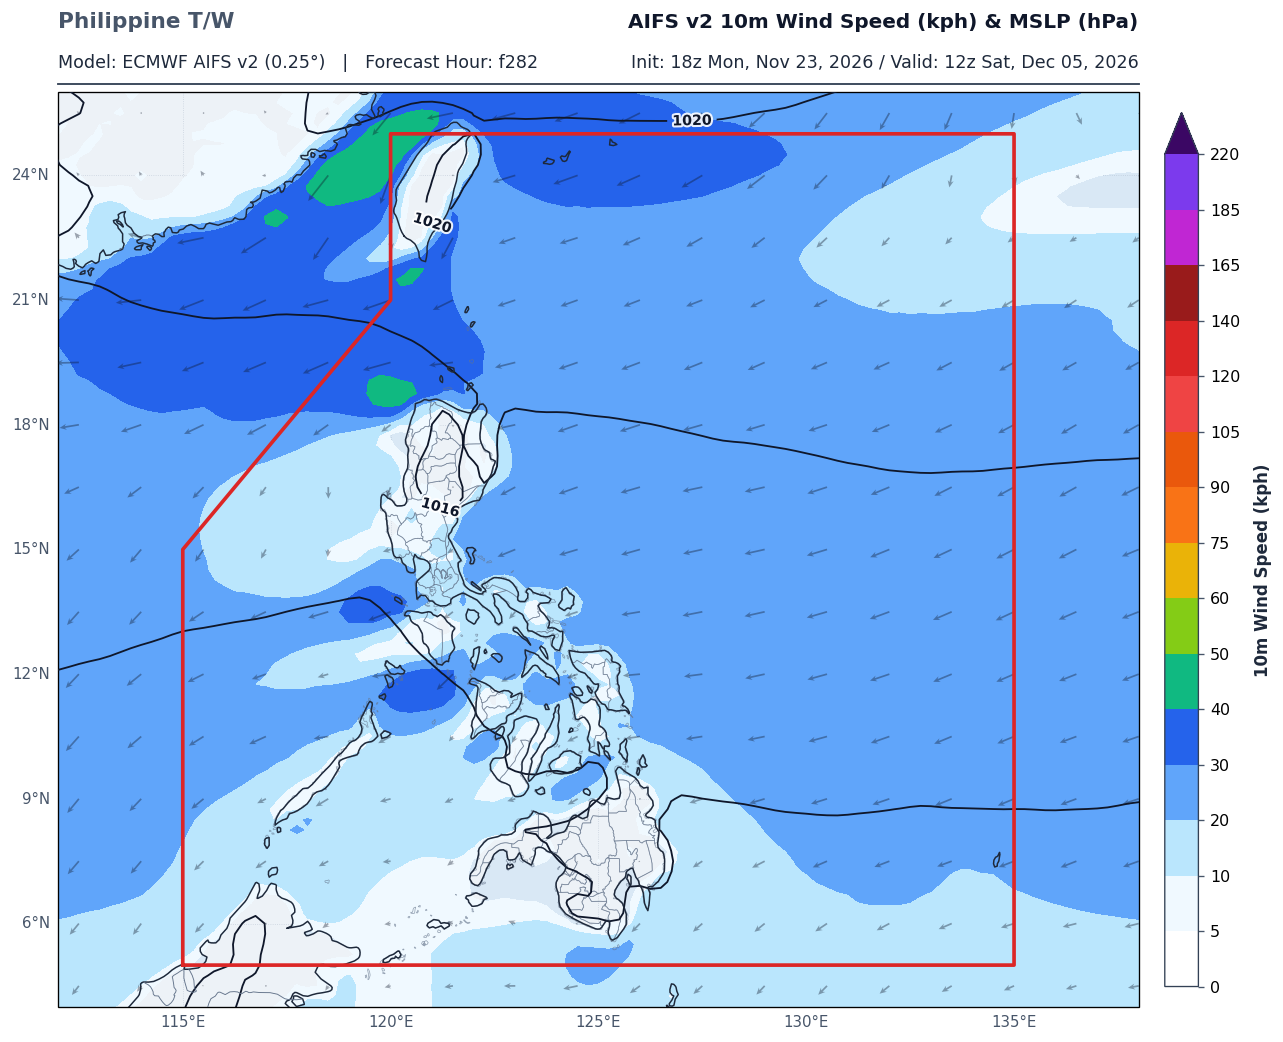 Philippine T/W
AIFS v2 10m Wind Speed (kph) & MSLP (hPa)
Model: ECMWF AIFS v2 (0.25°) | Forecast Hour: f282
Init: 18z Mon, Nov 23, 2026 / Valid: 12z Sat, Dec 05, 2026
1020
1020
1016
24°N
21°N
18°N
15°N
12°N
9°N
6°N
115°E
120°E
125°E
130°E
135°E
220
185
165
140
120
105
90
75
60
50
40
30
20
10
5
0
10m Wind Speed (kph)